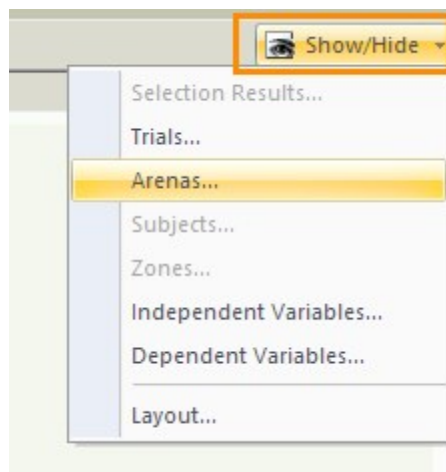 Show/Hide
Selection Results...
Trials...
Arenas...
Subjects...
Zones...
Independent Variables...
Dependent Variables...
Layout...